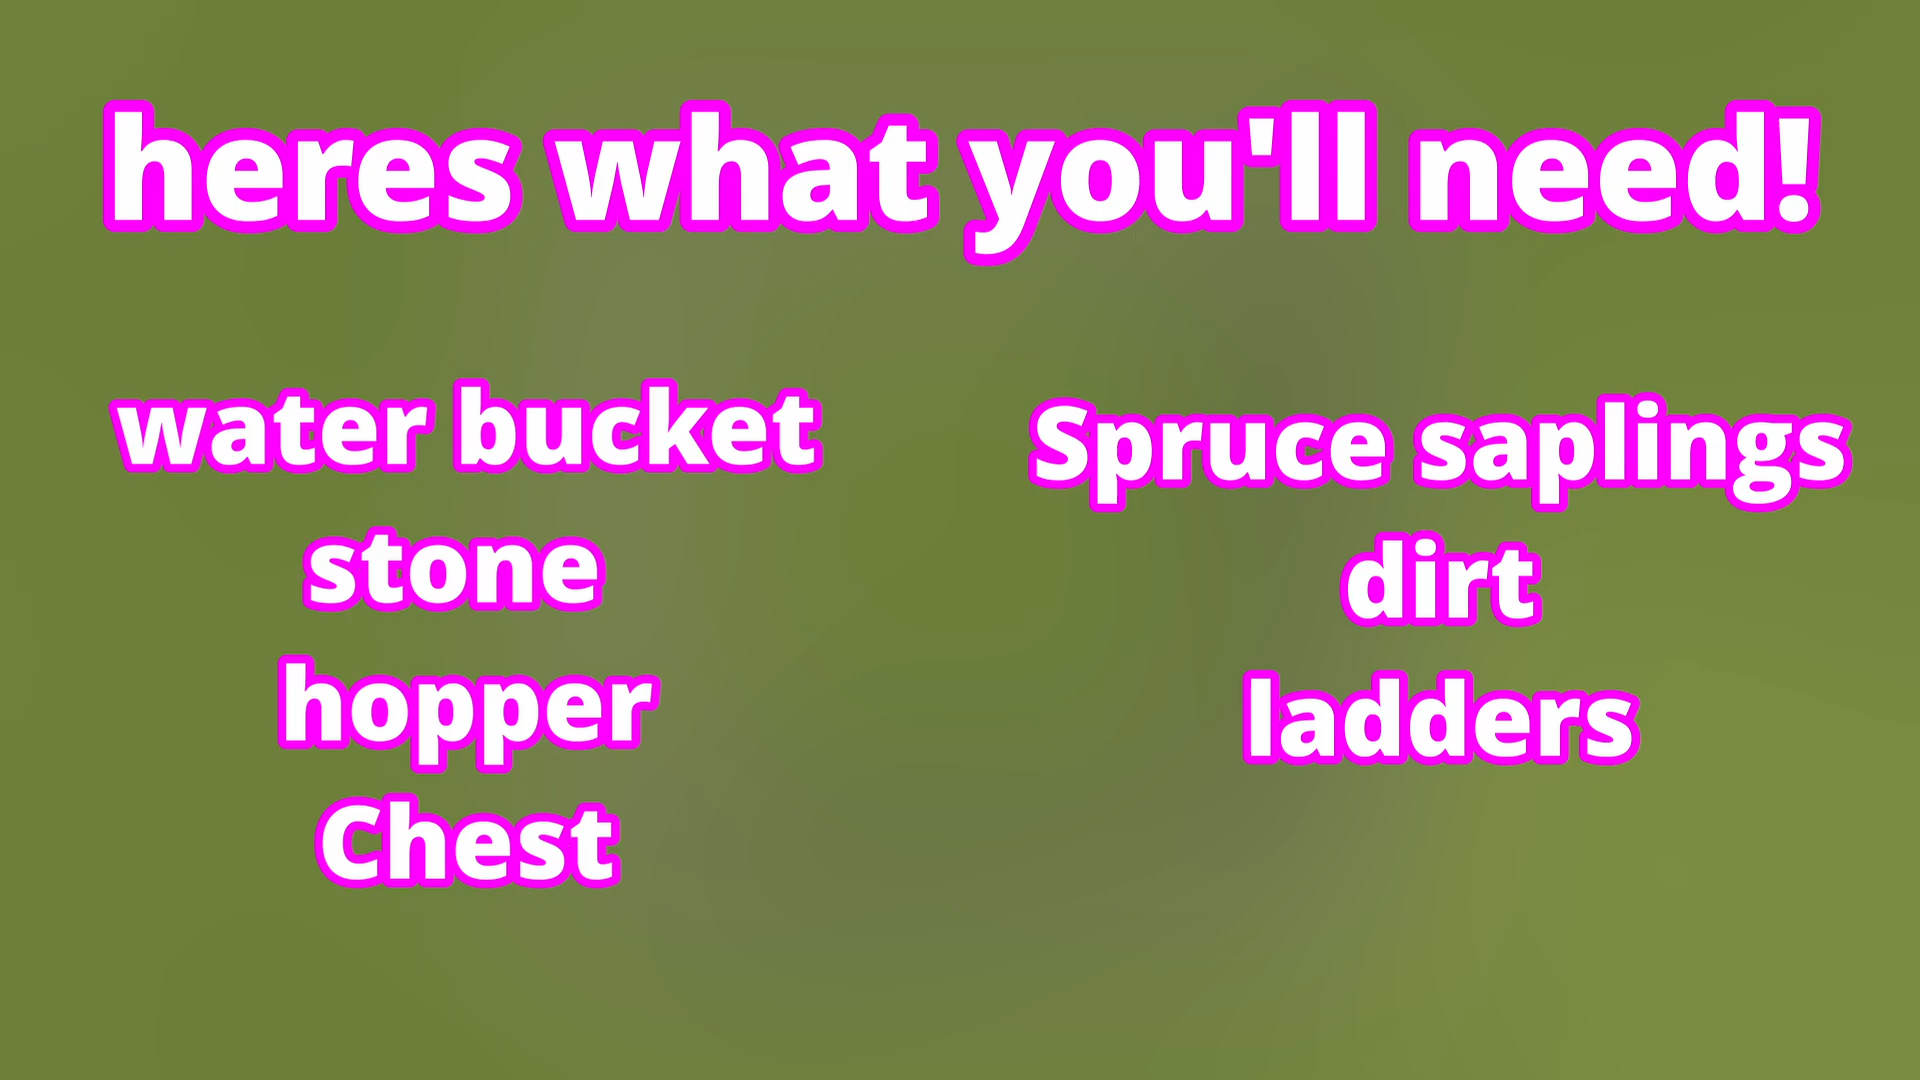 heres what you'll need!
water bucket
stone
hopper
Chest
Spruce saplings
dirt
ladders